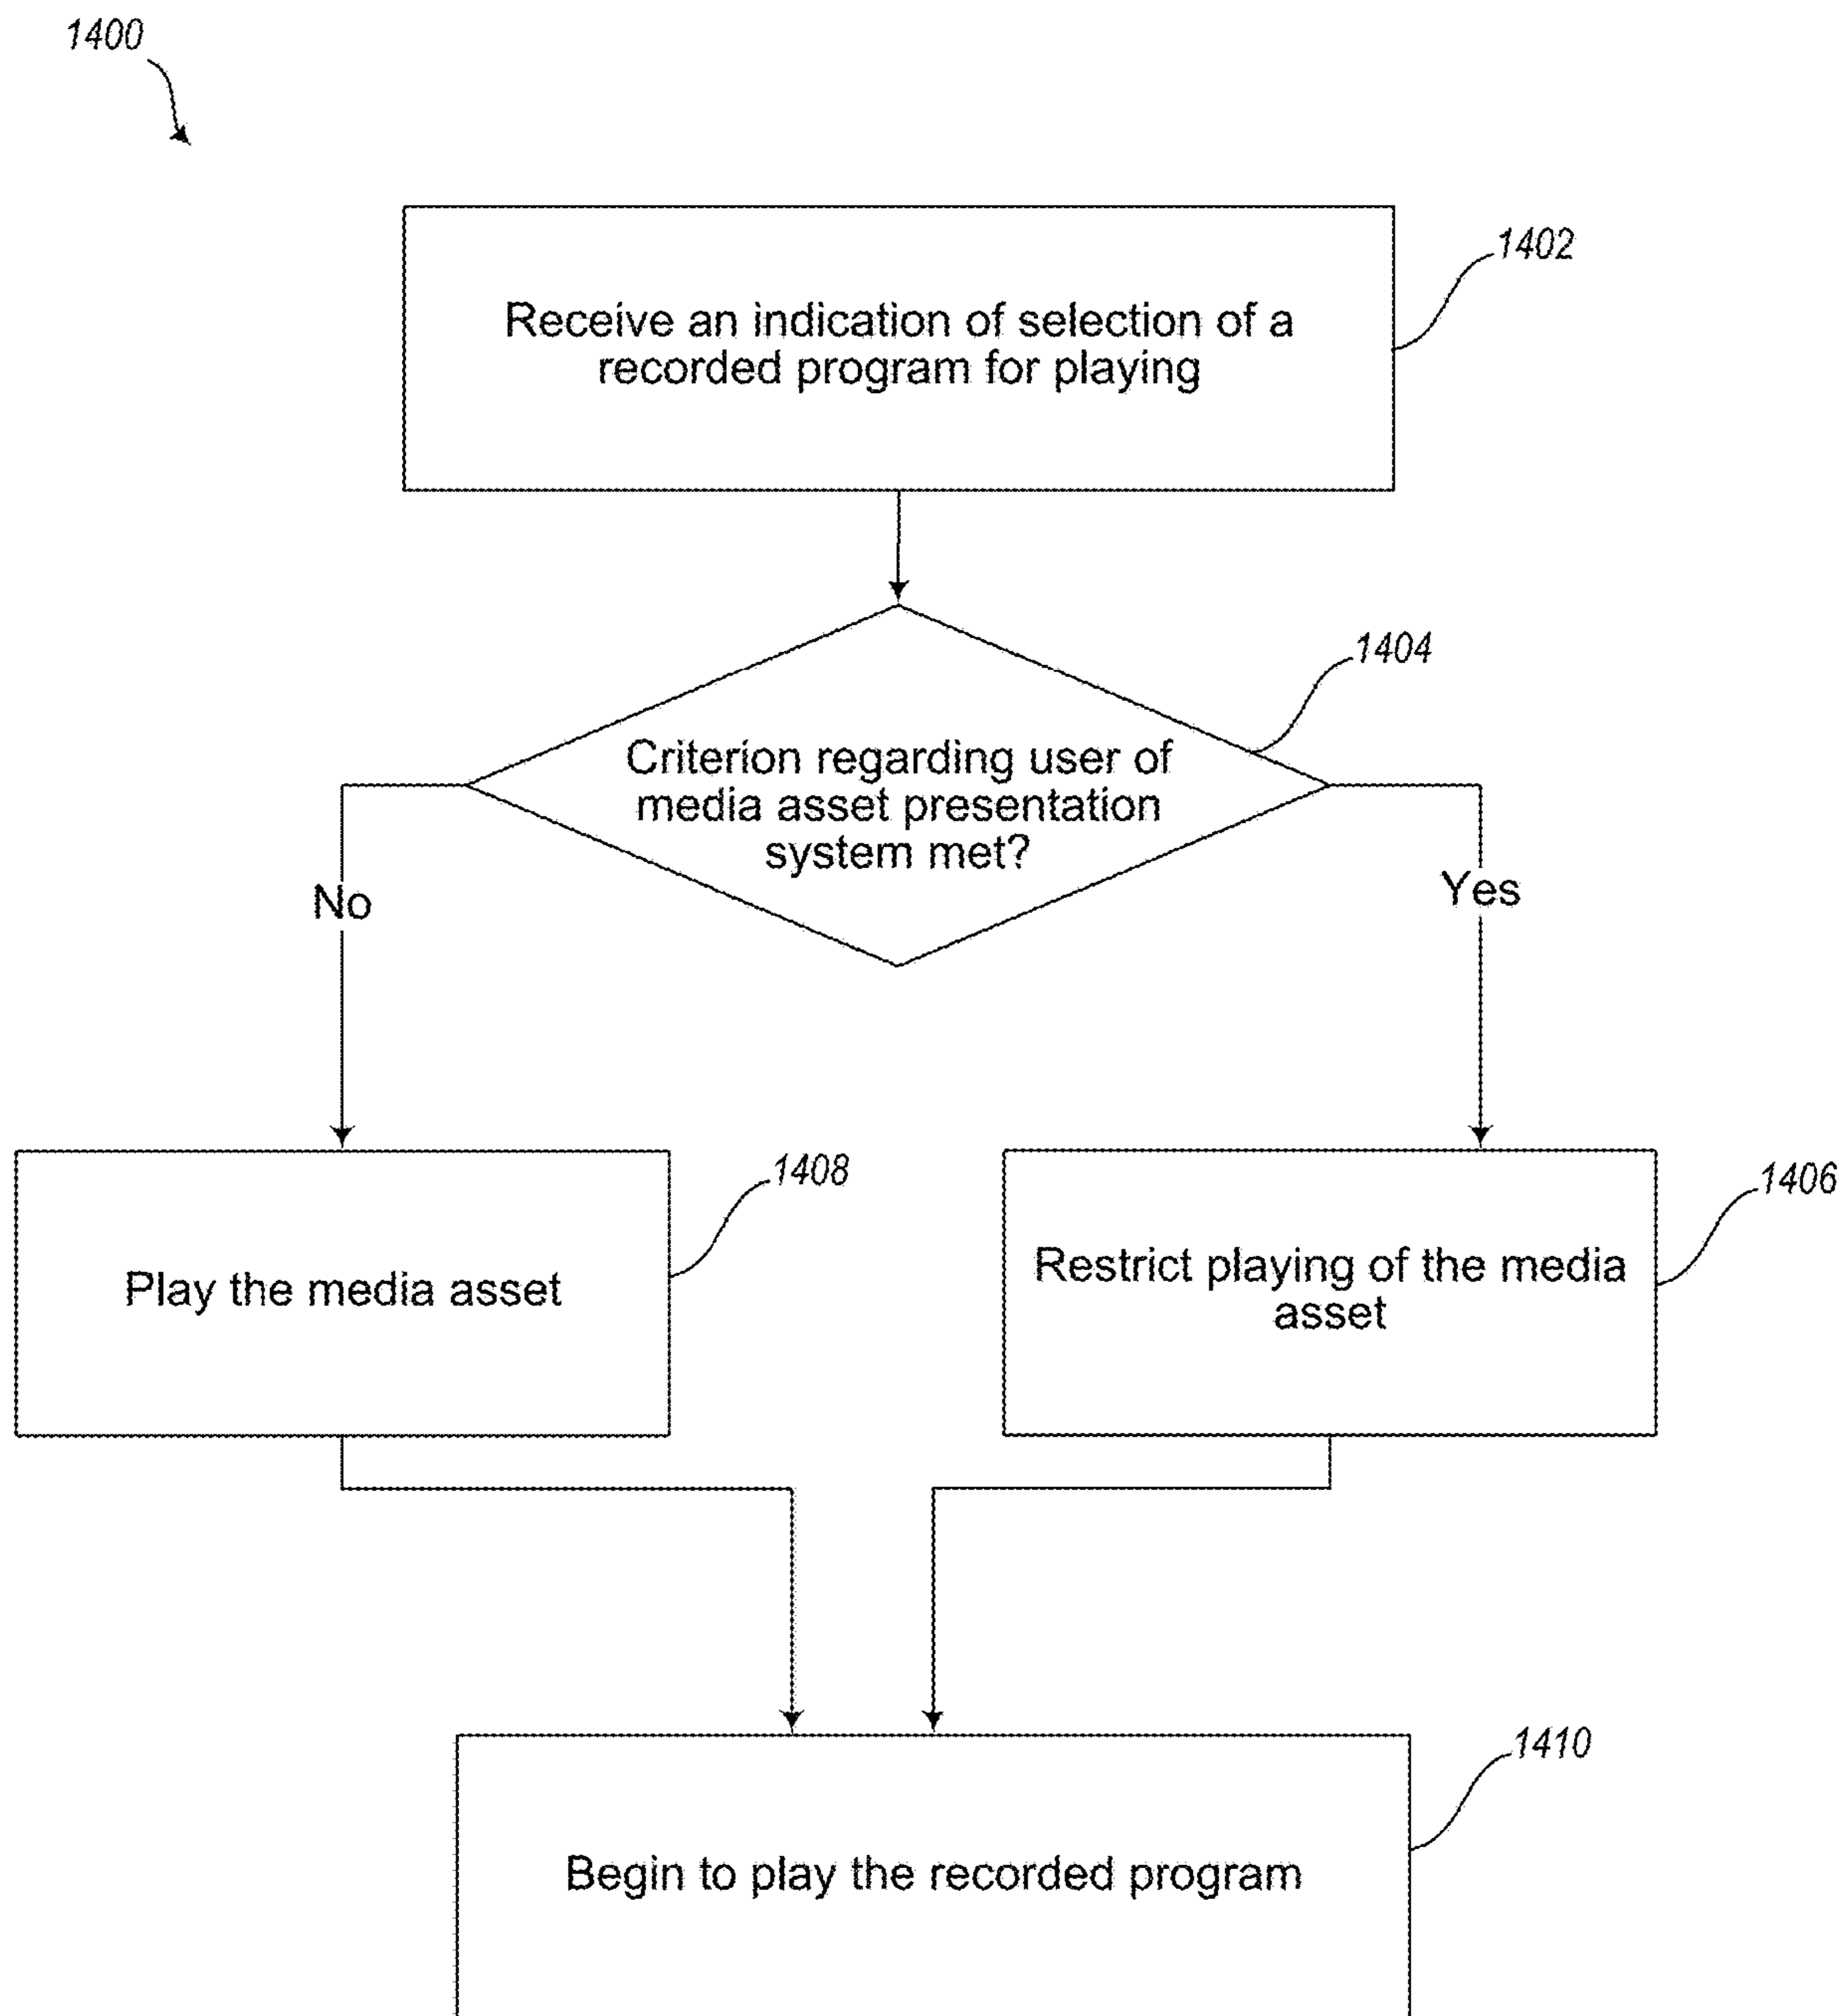 1400
1402
Receive an indication of selection of a
recorded program for playing
1404
Criterion regarding user of
media asset presentation
system met?
No
Yes
1408
1406
Play the media asset
Restrict playing of the media
asset
1410
Begin to play the recorded program